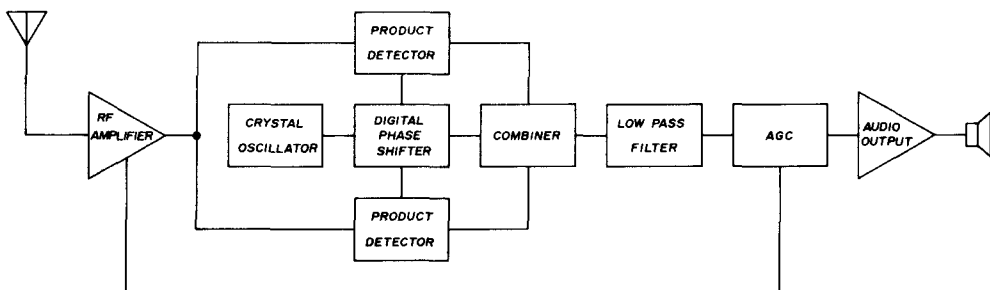 RF
AMPLIFIER
PRODUCT
DETECTOR
CRYSTAL
OSCILLATOR
DIGITAL
PHASE
SHIFTER
PRODUCT
DETECTOR
COMBINER
LOW PASS
FILTER
AGC
AUDIO
OUTPUT